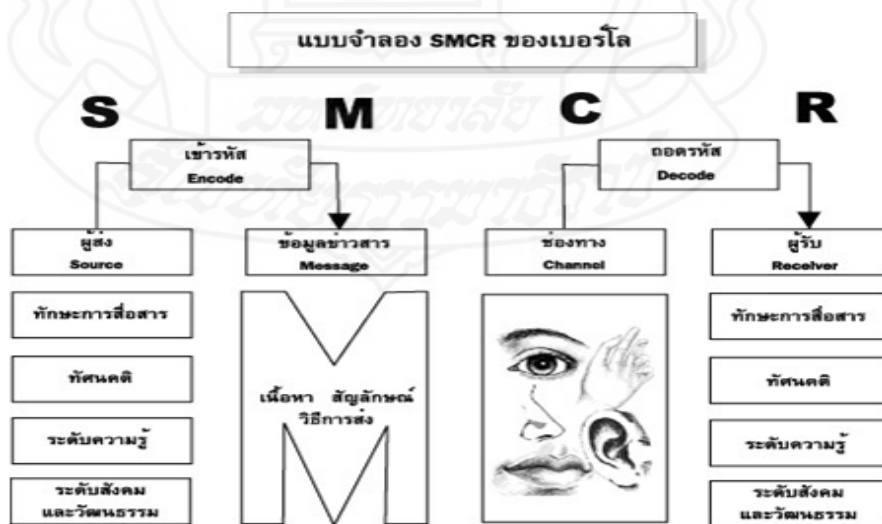 แบบจำลอง SMCR ของเบอร์โล
S M C R
เข้ารหัส
Encode
ถอดรหัส
Decode
ผู้ส่ง
Source
ข้อมูลข่าวสาร
Message
ช่องทาง
Channel
ผู้รับ
Receiver
ทักษะการสื่อสาร
ทัศนคติ
ระดับความรู้
ระดับสังคม
และวัฒนธรรม
เนื้อหา สัญลักษณ์
วิธีการส่ง
ทักษะการสื่อสาร
ทัศนคติ
ระดับความรู้
ระดับสังคม
และวัฒนธรรม